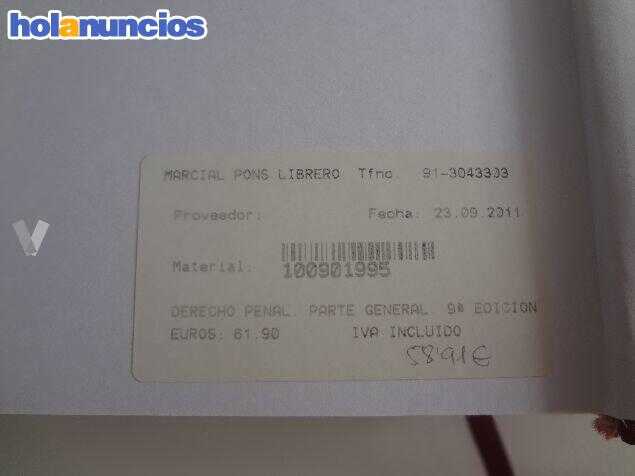 holanuncios
MARCIAL PONS LIBRERO Tfno. 91-3043303
Proveedor: Fecha: 23.09.2011
Material: 100901995
DERECHO PENAL. PARTE GENERAL. 9ª EDICION
EUROS: 61.90 IVA INCLUIDO
58'91€